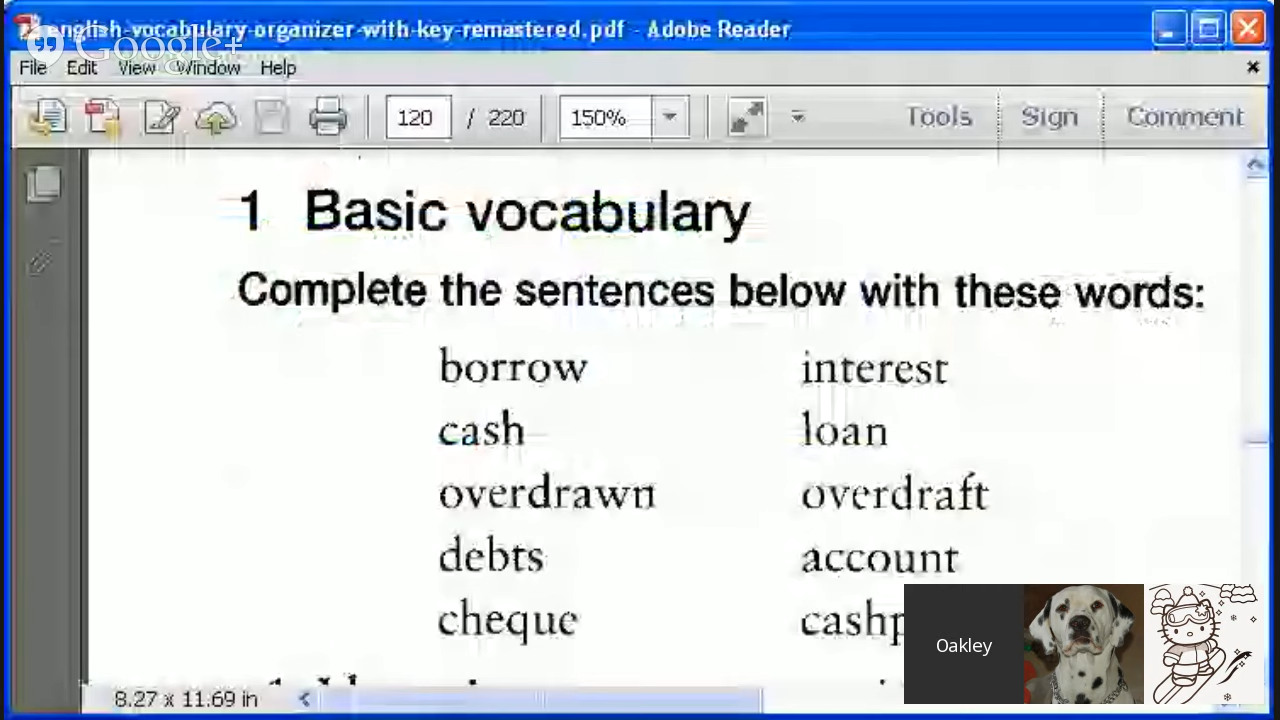 english-vocabulary-organizer-with-key-remastered.pdf - Adobe Reader
Google+
File Edit View Window Help
120 / 220 150% Tools Sign Comment
1 Basic vocabulary
Complete the sentences below with these words:
borrow interest
cash loan
overdrawn overdraft
debts account
cheque
Oakley
8.27 x 11.69 in